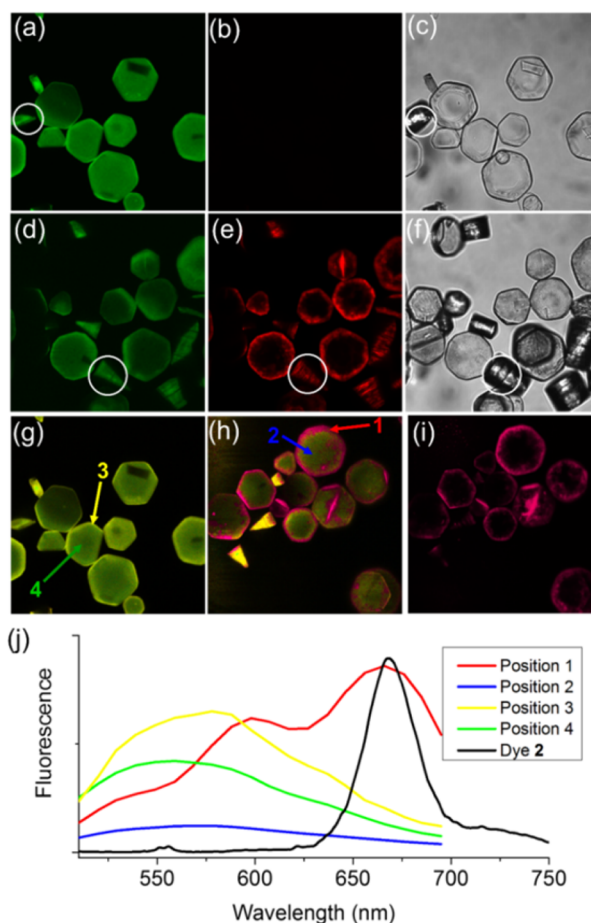 (a) (b) (c)
(d) (e) (f)
(g) (h) (i)
3
4
2 1
(j)
Fluorescence
Position 1
Position 2
Position 3
Position 4
Dye 2
550 600 650 700 750
Wavelength (nm)